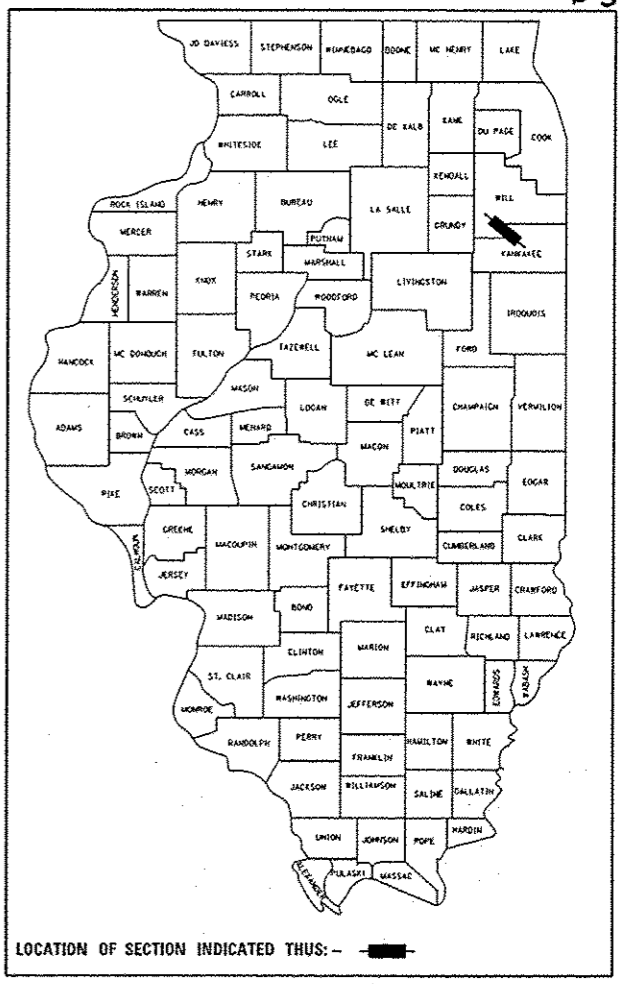 JO DAVIESS STEPHENSON WINNEBAGO BOONE MC HENRY LAKE
CARROLL OGLE DE KALB KANE DU PAGE COOK
WHITESIDE LEE
KENDALL WILL
ROCK ISLAND HENRY BUREAU LA SALLE GRUNDY
MERCER PUTNAM KANKAKEE
STARK MARSHALL
HENDERSON WARREN KNOX PEORIA WOODFORD LIVINGSTON IROQUOIS
HANCOCK MC DONOUGH FULTON TAZEWELL MC LEAN FORD
MASON
SCHUYLER LOGAN DE WITT CHAMPAIGN VERMILION
ADAMS BROWN CASS MENARD MACON PIATT
MORGAN SANGAMON MOULTRIE DOUGLAS EDGAR
PIKE SCOTT CHRISTIAN COLES
CALHOUN GREENE MACOUPIN MONTGOMERY SHELBY CUMBERLAND CLARK
JERSEY FAYETTE EFFINGHAM JASPER CRAWFORD
MADISON BOND
CLAY RICHLAND LAWRENCE
CLINTON MARION
ST. CLAIR WAYNE EDWARDS WABASH
WASHINGTON JEFFERSON
MONROE
RANDOLPH PERRY HAMILTON WHITE
FRANKLIN
JACKSON WILLIAMSON SALINE GALLATIN
UNION JOHNSON POPE HARDIN
ALEXANDER PULASKI MASSAC
LOCATION OF SECTION INDICATED THUS: -